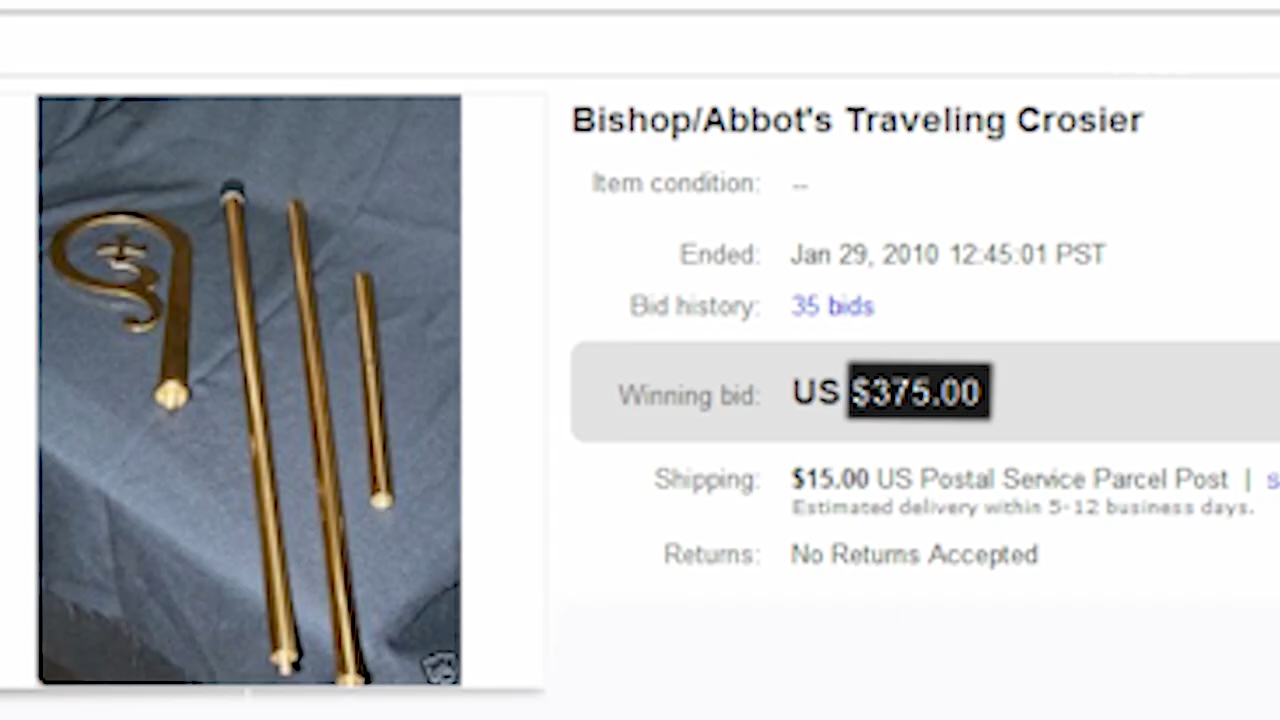 Bishop/Abbot's Traveling Crosier
Item condition: --
Ended: Jan 29, 2010 12:45:01 PST
Bid history: 35 bids
Winning bid: US $375.00
Shipping: $15.00 US Postal Service Parcel Post | s
Estimated delivery within 5-12 business days.
Returns: No Returns Accepted